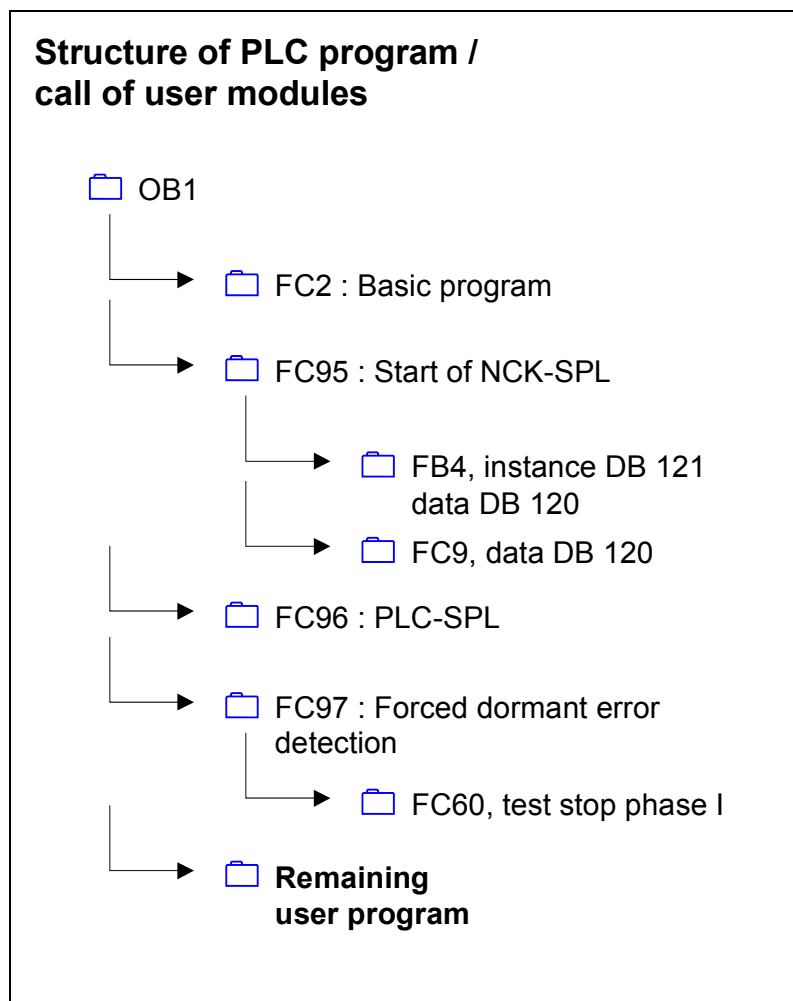 Structure of PLC program /
call of user modules
OB1
FC2 : Basic program
FC95 : Start of NCK-SPL
FB4, instance DB 121
data DB 120
FC9, data DB 120
FC96 : PLC-SPL
FC97 : Forced dormant error
detection
FC60, test stop phase I
Remaining
user program